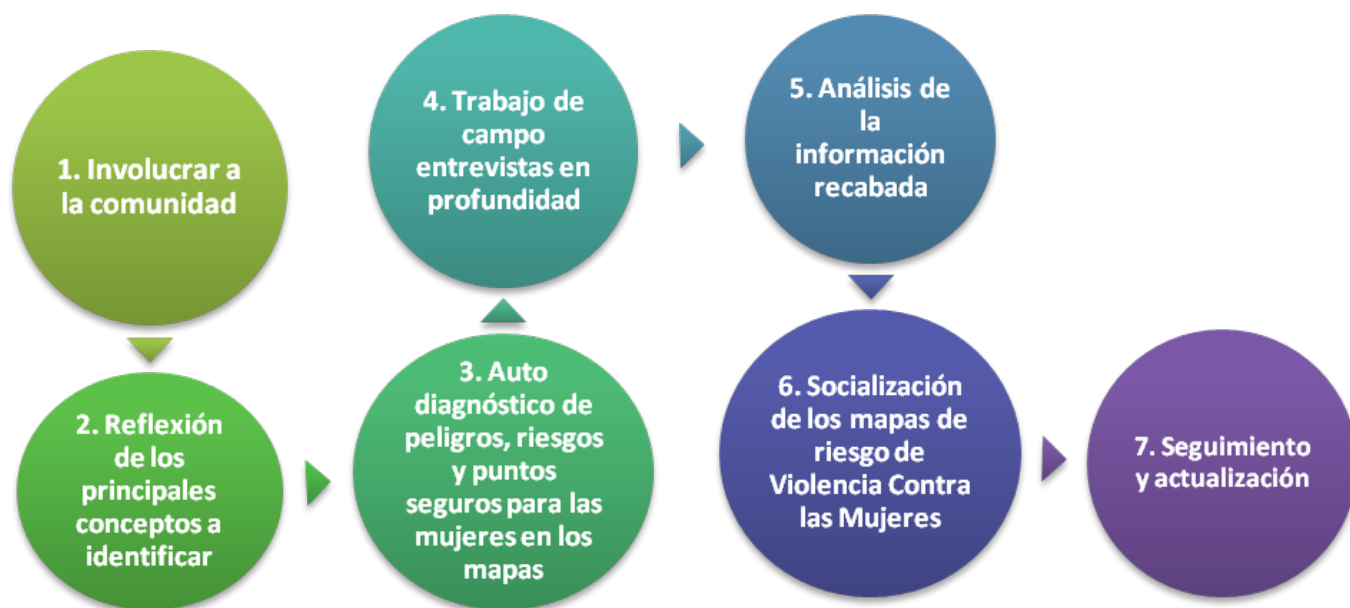 1. Involucrar a
la comunidad
2. Reflexión
de los
principales
conceptos a
identificar
3. Auto
diagnóstico de
peligros, riesgos
y puntos
seguros para las
mujeres en los
mapas
4. Trabajo de
campo
entrevistas en
profundidad
5. Análisis de
la
información
recabada
6. Socialización
de los mapas de
riesgo de
Violencia Contra
las Mujeres
7. Seguimiento
y actualización